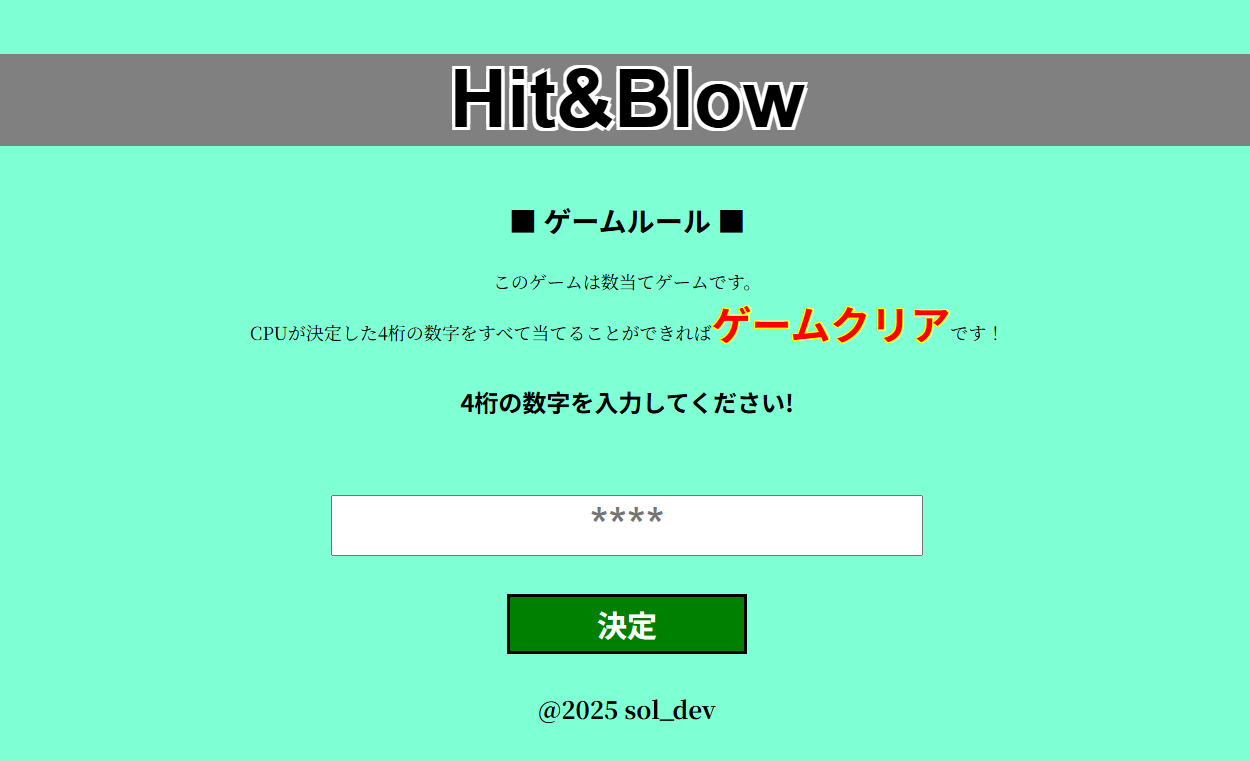 Hit&Blow
■ ゲームルール ■
このゲームは数当てゲームです。
CPUが決定した4桁の数字をすべて当てることができればゲームクリアです！
4桁の数字を入力してください!
****
決定
@2025 sol_dev